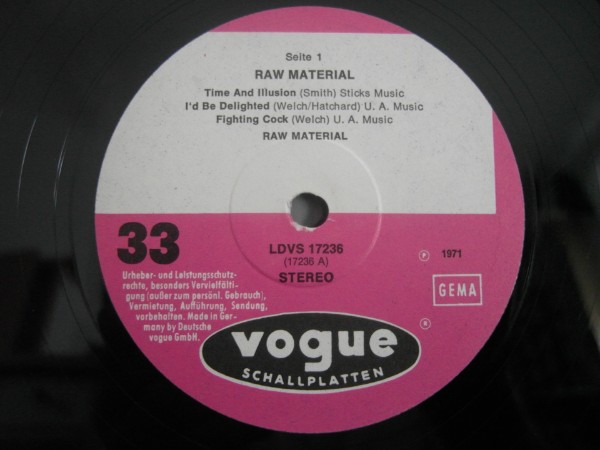 Seite 1
RAW MATERIAL
Time And Illusion (Smith) Sticks Music
I'd Be Delighted (Welch/Hatchard) U. A. Music
Fighting Cock (Welch) U. A. Music
RAW MATERIAL
33
LDVS 17236
(17236 A)
STEREO
℗ 1971
GEMA
Urheber- und Leistungsschutz-
rechte, besonders Vervielfälti-
gung (außer zum persönl. Gebrauch),
Vermietung, Aufführung, Sendung,
vorbehalten. Made in Ger-
many by Deutsche
vogue GmbH.
®
vogue
SCHALLPLATTEN